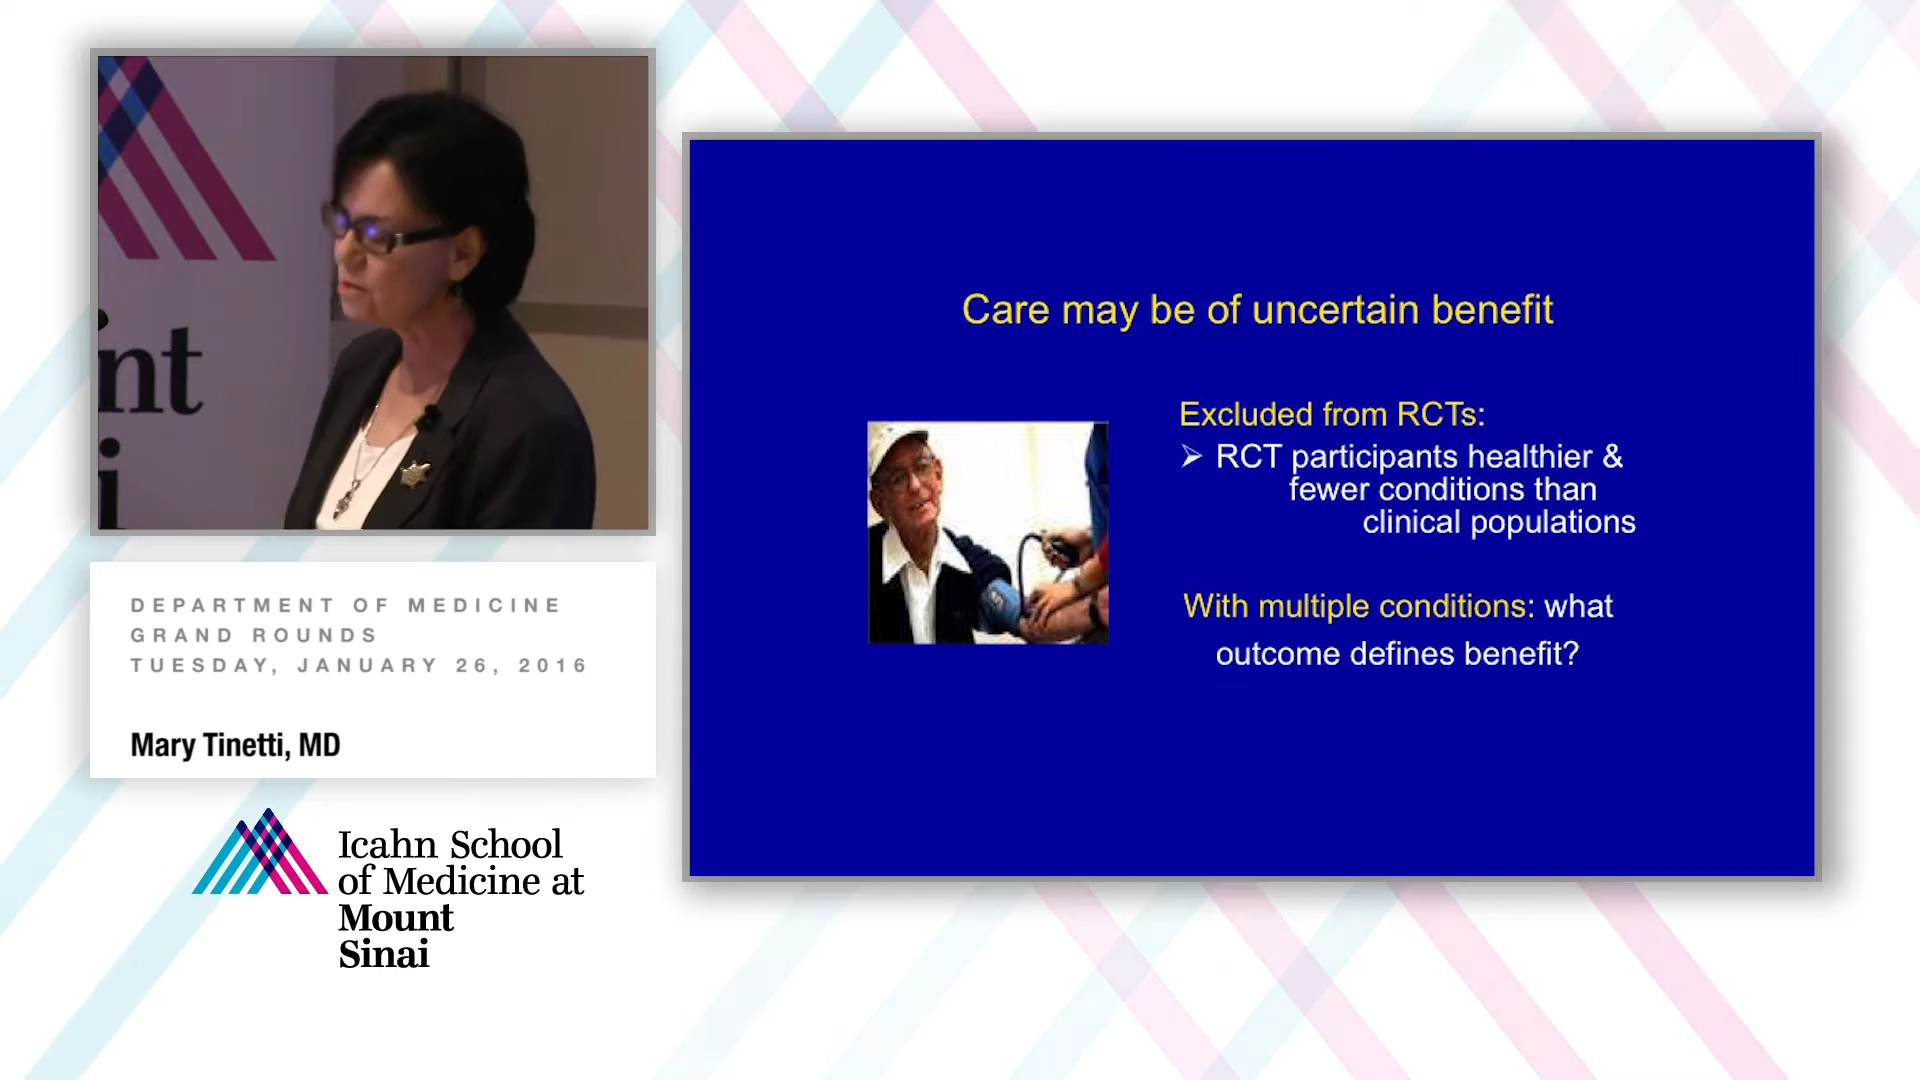 nt
i
DEPARTMENT OF MEDICINE
GRAND ROUNDS
TUESDAY, JANUARY 26, 2016
Mary Tinetti, MD
Icahn School
of Medicine at
Mount
Sinai
Care may be of uncertain benefit
Excluded from RCTs:
➢ RCT participants healthier &
fewer conditions than
clinical populations
With multiple conditions: what
outcome defines benefit?